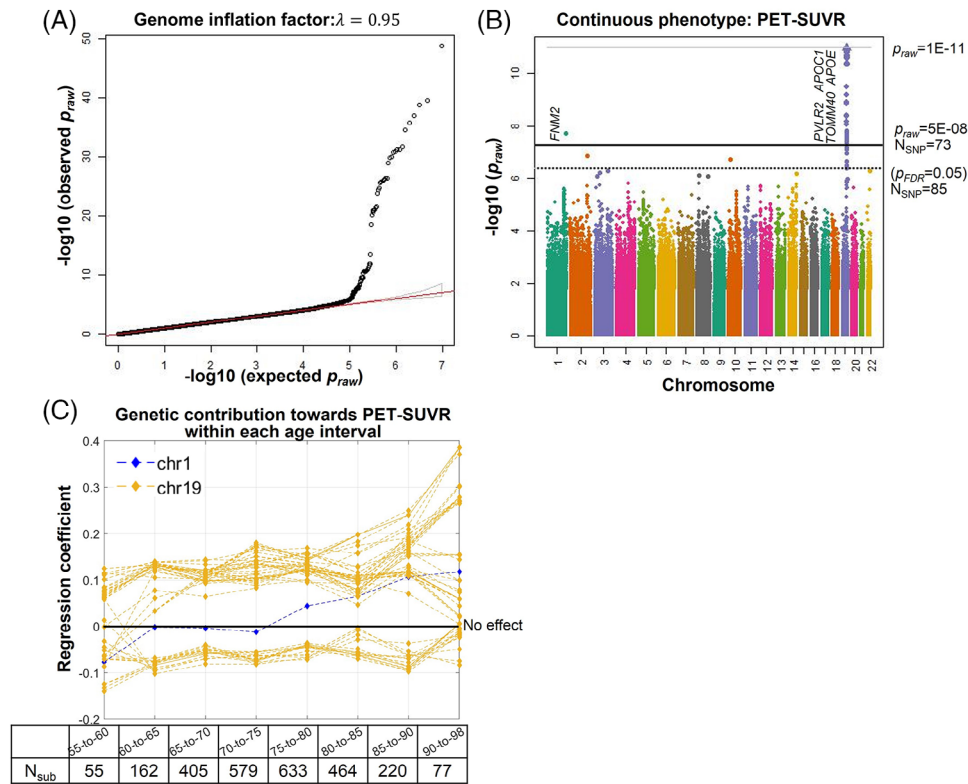 (A)
Genome inflation factor:λ = 0.95
-log10 (observed p_raw)
50
40
30
20
10
0
0 1 2 3 4 5 6 7
-log10 (expected p_raw)
(B)
Continuous phenotype: PET-SUVR
-log10 (p_raw)
10
8
6
4
2
0
FNM2
PVLR2 APOC1
TOMM40 APOE
p_raw=1E-11
p_raw=5E-08
N_SNP=73
(p_FDR=0.05)
N_SNP=85
1 2 3 4 5 6 7 8 9 10 11 12 13 14 15 16 18 20 22
Chromosome
(C)
Genetic contribution towards PET-SUVR
within each age interval
Regression coefficient
0.4
0.3
0.2
0.1
0
-0.1
-0.2
chr1
chr19
No effect
55-to-60 60-to-65 65-to-70 70-to-75 75-to-80 80-to-85 85-to-90 90-to-98
N_sub 55 162 405 579 633 464 220 77